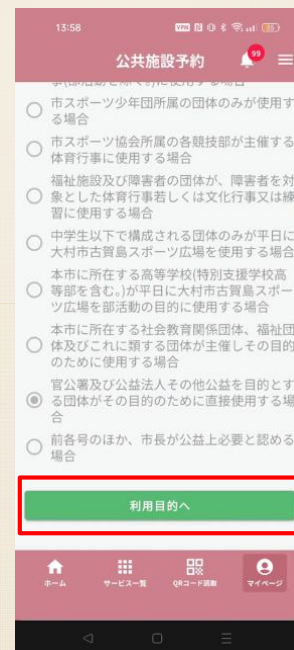 13:58
VPN
公共施設予約
99
市スポーツ少年団所属の団体のみが使用す
る場合
市スポーツ協会所属の各競技部が主催する
体育行事に使用する場合
福祉施設及び障害者の団体が、障害者を対
象とした体育行事若しくは文化行事又は練
習に使用する場合
中学生以下で構成される団体のみが平日に
大村市古賀島スポーツ広場を使用する場合
本市に所在する高等学校(特別支援学校高
等部を含む。)が平日に大村市古賀島スポー
ツ広場を部活動の目的に使用する場合
本市に所在する社会教育関係団体、福祉団
体及びこれに類する団体が主催しその目的
のために使用する場合
官公署及び公益法人その他公益を目的とす
る団体がその目的のために直接使用する場
合
前各号のほか、市長が公益上必要と認める
場合
利用目的へ
ホーム
サービス一覧
QRコード読取
マイページ